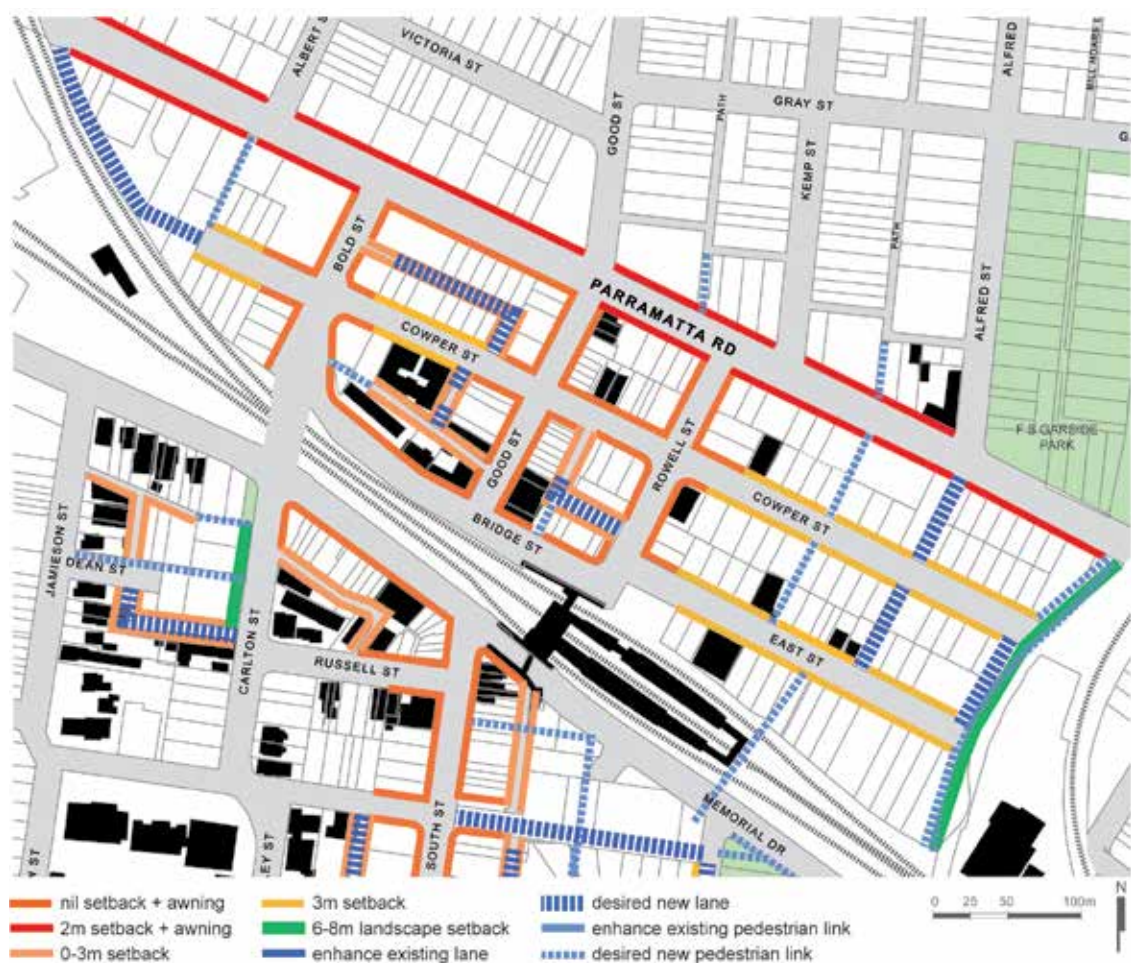 ALBERT ST
VICTORIA ST
GOOD ST
PATH
GRAY ST
KEMP ST
PATH
ALFRED
ALFRED ST
BOLD ST
PARRAMATTA RD
COWPER ST
GOOD ST
ROWELL ST
F S GARSIDE
PARK
COWPER ST
BRIDGE ST
EAST ST
JAMIESON ST
DEAN ST
CARLTON ST
RUSSELL ST
SOUTH ST
MEMORIAL DR
LEY ST
Y ST
nil setback + awning
2m setback + awning
0-3m setback
3m setback
6-8m landscape setback
enhance existing lane
desired new lane
enhance existing pedestrian link
desired new pedestrian link
0 25 50 100m
N